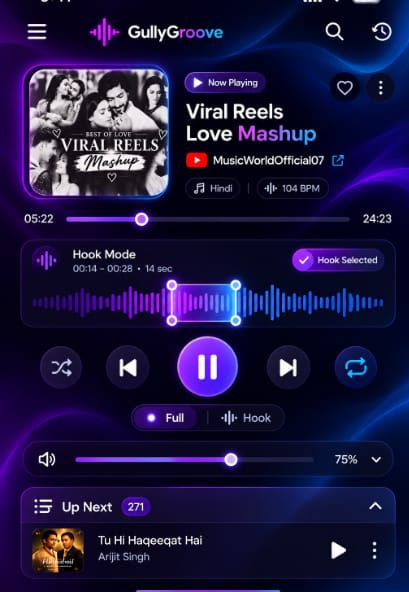 GullyGroove
Now Playing
Viral Reels
Love Mashup
MusicWorldOfficial07
Hindi
104 BPM
BEST OF LOVE
VIRAL REELS
Mashup
05:22
24:23
Hook Mode
00:14 – 00:28 • 14 sec
Hook Selected
Full
Hook
75%
Up Next 271
Tu Hi Haqeeqat Hai
Arijit Singh